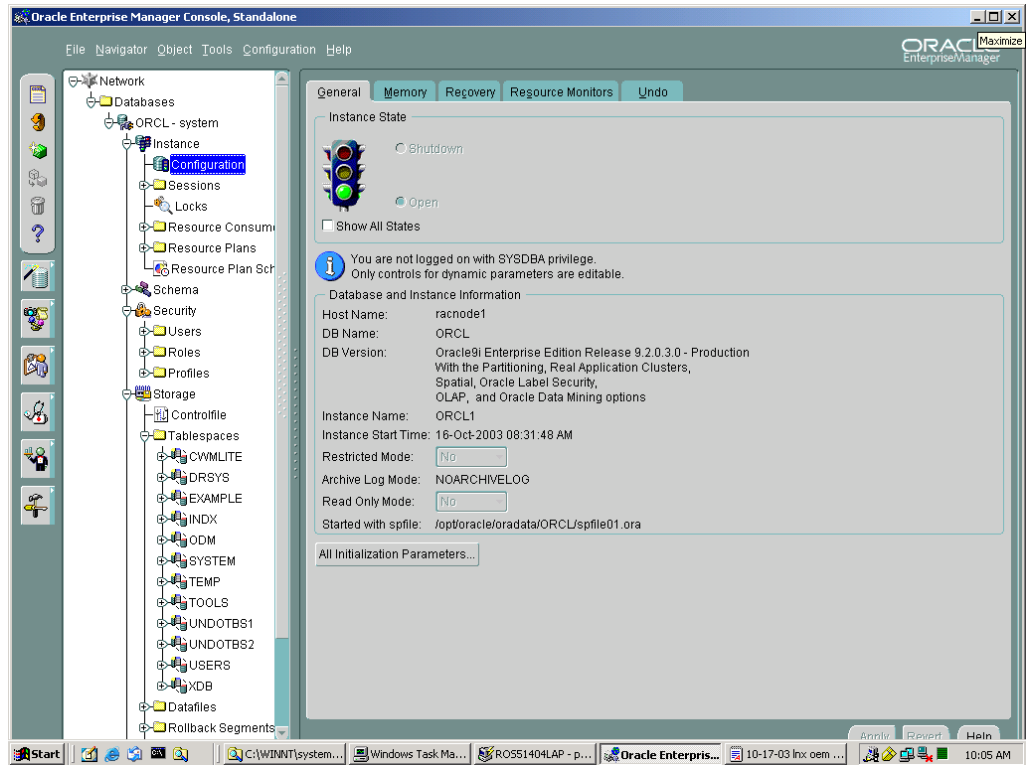 Oracle Enterprise Manager Console, Standalone
File Navigator Object Tools Configuration Help
ORACLE
EnterpriseManager
Maximize
Network
Databases
ORCL - system
Instance
Configuration
Sessions
Locks
Resource Consum
Resource Plans
Resource Plan Sch
Schema
Security
Users
Roles
Profiles
Storage
Controlfile
Tablespaces
CWMLITE
DRSYS
EXAMPLE
INDX
ODM
SYSTEM
TEMP
TOOLS
UNDOTBS1
UNDOTBS2
USERS
XDB
Datafiles
Rollback Segments
General Memory Recovery Resource Monitors Undo
Instance State
Shutdown
Open
Show All States
You are not logged on with SYSDBA privilege.
Only controls for dynamic parameters are editable.
Database and Instance Information
Host Name: racnode1
DB Name: ORCL
DB Version: Oracle9i Enterprise Edition Release 9.2.0.3.0 - Production
With the Partitioning, Real Application Clusters,
Spatial, Oracle Label Security,
OLAP, and Oracle Data Mining options
Instance Name: ORCL1
Instance Start Time: 16-Oct-2003 08:31:48 AM
Restricted Mode: No
Archive Log Mode: NOARCHIVELOG
Read Only Mode: No
Started with spfile: /opt/oracle/oradata/ORCL/spfile01.ora
All Initialization Parameters...
Apply Revert Help
Start C:\WINNT\system... Windows Task Ma... ROSS1404LAP - p... Oracle Enterpris... 10-17-03 lnx oem ... 10:05 AM